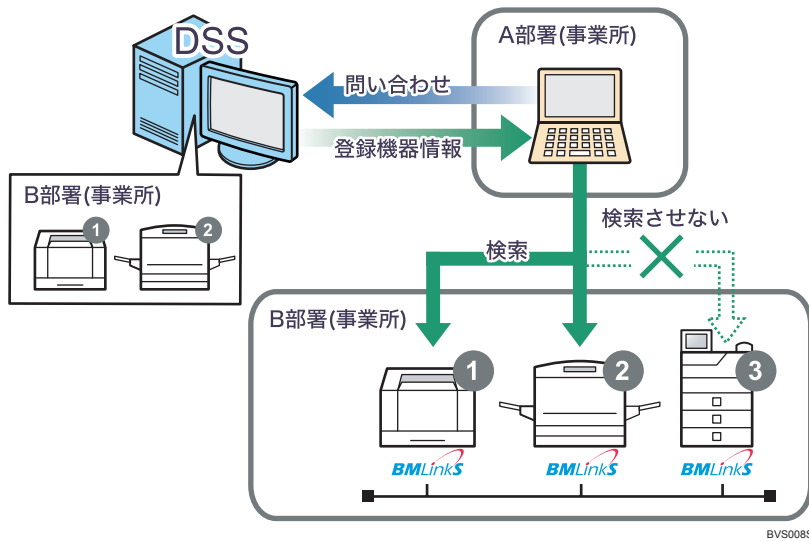 DSS
A部署(事業所)
問い合わせ
登録機器情報
B部署(事業所)
1
2
検索させない
検索
B部署(事業所)
1
2
3
BMLinkS
BMLinkS
BMLinkS
BVS008S